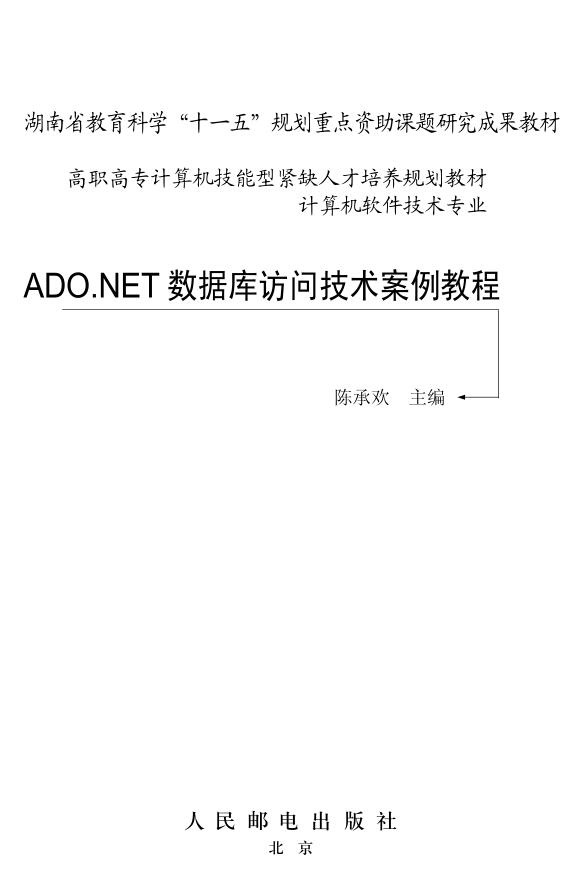 湖南省教育科学“十一五”规划重点资助课题研究成果教材
高职高专计算机技能型紧缺人才培养规划教材
计算机软件技术专业
ADO.NET 数据库访问技术案例教程
陈承欢 主编
人民邮电出版社
北 京